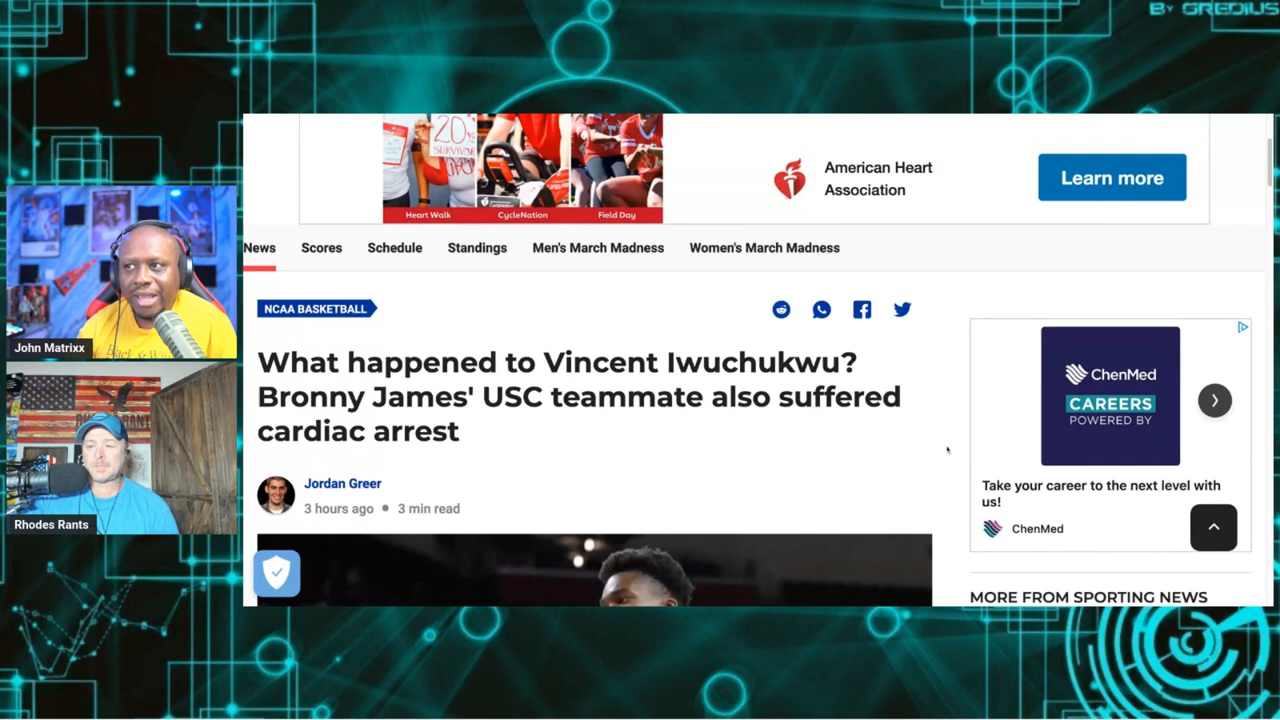 BY GREDIUS
20%
SURVIVOR
Heart Walk
CycleNation
Field Day
American Heart
Association
Learn more
News
Scores
Schedule
Standings
Men's March Madness
Women's March Madness
NCAA BASKETBALL
What happened to Vincent Iwuchukwu?
Bronny James' USC teammate also suffered
cardiac arrest
Jordan Greer
3 hours ago • 3 min read
ChenMed
CAREERS
POWERED BY
Take your career to the next level with
us!
ChenMed
MORE FROM SPORTING NEWS
John Matrixx
Rhodes Rants